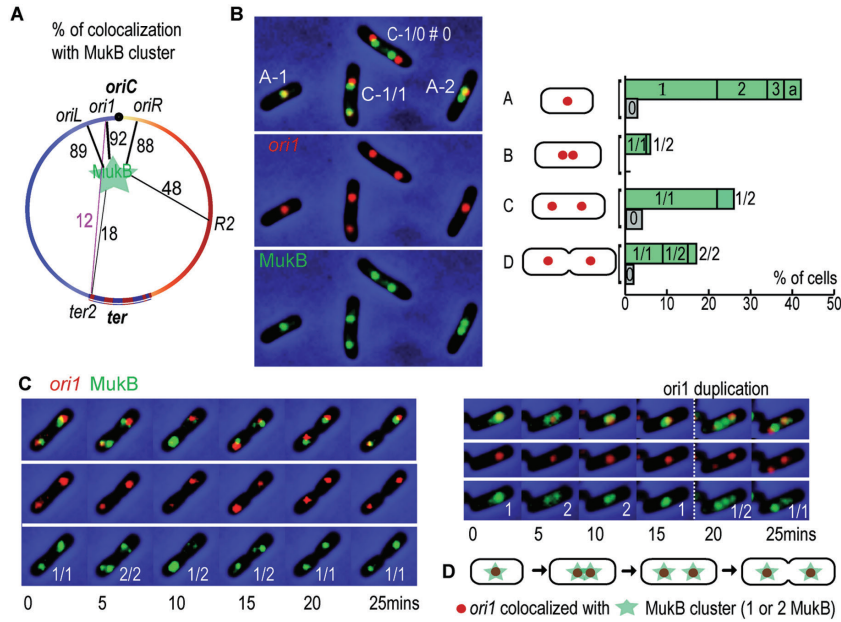 A
% of colocalization
with MukB cluster
oriC
oriL
ori1
oriR
89
92
88
MukB
48
12
18
R2
ter2
ter
B
C-1/0 # 0
A-1
C-1/1
A-2
ori1
MukB
A
1
2
3
a
0
B
1/1
1/2
C
1/1
1/2
0
D
1/1
1/2
2/2
0
% of cells
0
10
20
30
40
50
C
ori1 MukB
1/1
2/2
1/2
1/2
1/1
1/1
0
5
10
15
20
25mins
ori1 duplication
1
2
2
1
1/2
1/1
0
5
10
15
20
25mins
D
ori1 colocalized with
MukB cluster (1 or 2 MukB)